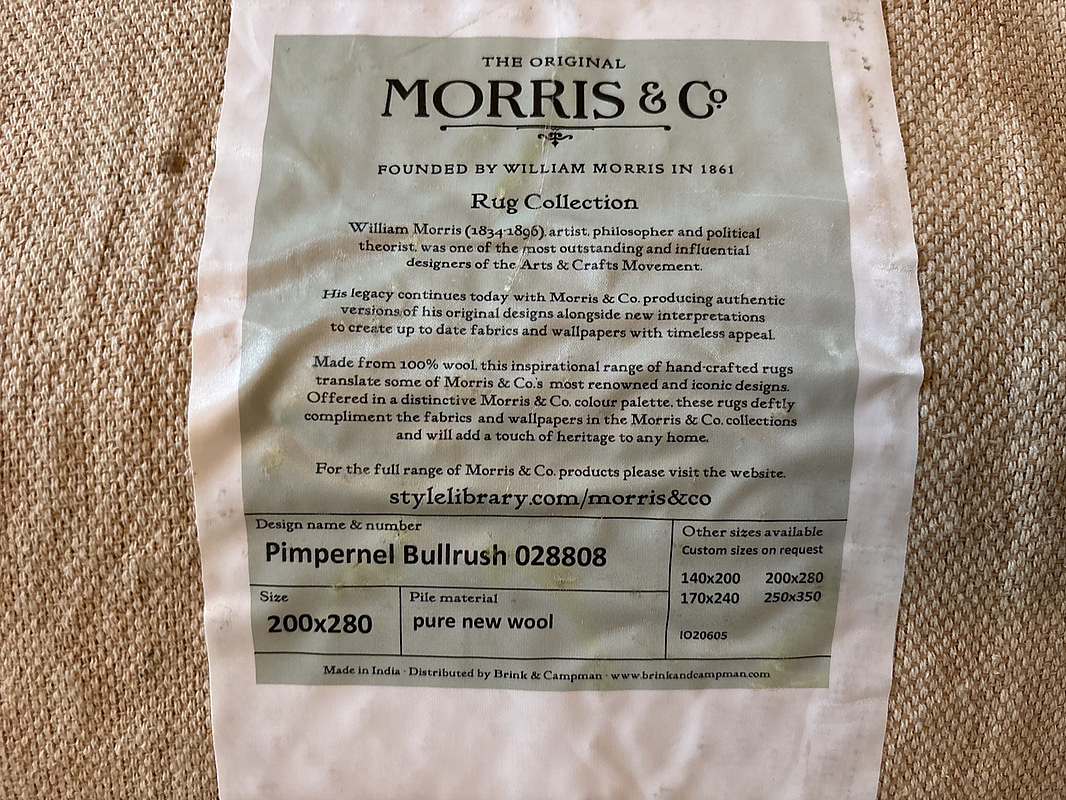 THE ORIGINAL
MORRIS & Co
FOUNDED BY WILLIAM MORRIS IN 1861
Rug Collection
William Morris (1834-1896), artist, philosopher and political
theorist, was one of the most outstanding and influential
designers of the Arts & Crafts Movement.
His legacy continues today with Morris & Co. producing authentic
versions of his original designs alongside new interpretations
to create up to date fabrics and wallpapers with timeless appeal.
Made from 100% wool, this inspirational range of hand-crafted rugs
translate some of Morris & Co.'s most renowned and iconic designs.
Offered in a distinctive Morris & Co. colour palette, these rugs deftly
compliment the fabrics and wallpapers in the Morris & Co. collections
and will add a touch of heritage to any home.
For the full range of Morris & Co. products please visit the website.
stylelibrary.com/morris&co
Design name & number
Pimpernel Bullrush 028808
Size
200x280
Pile material
pure new wool
Other sizes available
Custom sizes on request
140x200 200x280
170x240 250x350
IO20605
Made in India · Distributed by Brink & Campman · www.brinkandcampman.com